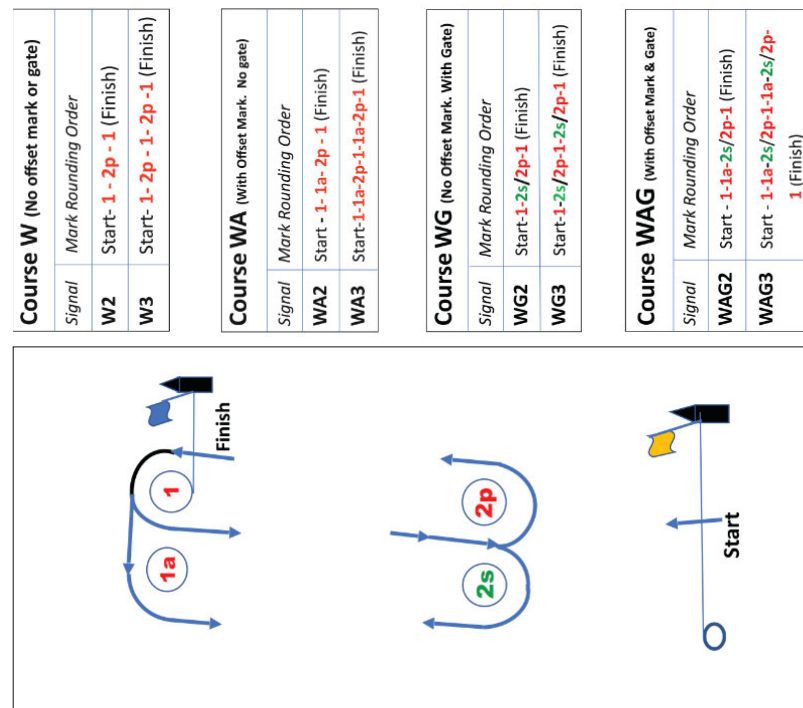 Course W (No offset mark or gate)
Signal Mark Rounding Order
W2 Start- 1 - 2p - 1 (Finish)
W3 Start- 1- 2p - 1- 2p -1 (Finish)
Course WA (With Offset Mark. No gate)
Signal Mark Rounding Order
WA2 Start - 1- 1a- 2p - 1 (Finish)
WA3 Start-1-1a-2p-1-1a-2p-1 (Finish)
Course WG (No Offset Mark. With Gate)
Signal Mark Rounding Order
WG2 Start-1-2s/2p-1 (Finish)
WG3 Start-1-2s/2p-1-2s/2p-1 (Finish)
Course WAG (With Offset Mark & Gate)
Signal Mark Rounding Order
WAG2 Start - 1-1a-2s/2p-1 (Finish)
WAG3 Start - 1-1a-2s/2p-1-1a-2s/2p-
1 (Finish)
1a
1
Finish
2s
2p
Start